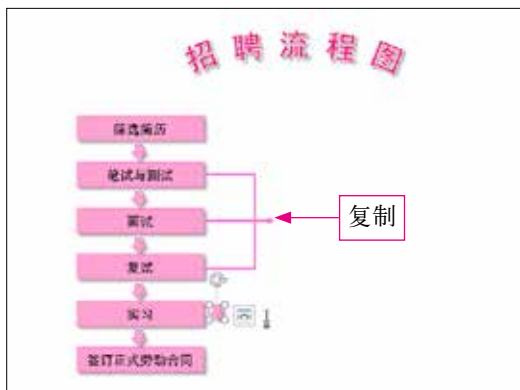 招聘流程图
筛选简历
笔试与测试
面试
复制
复试
实习
签订正式劳动合同